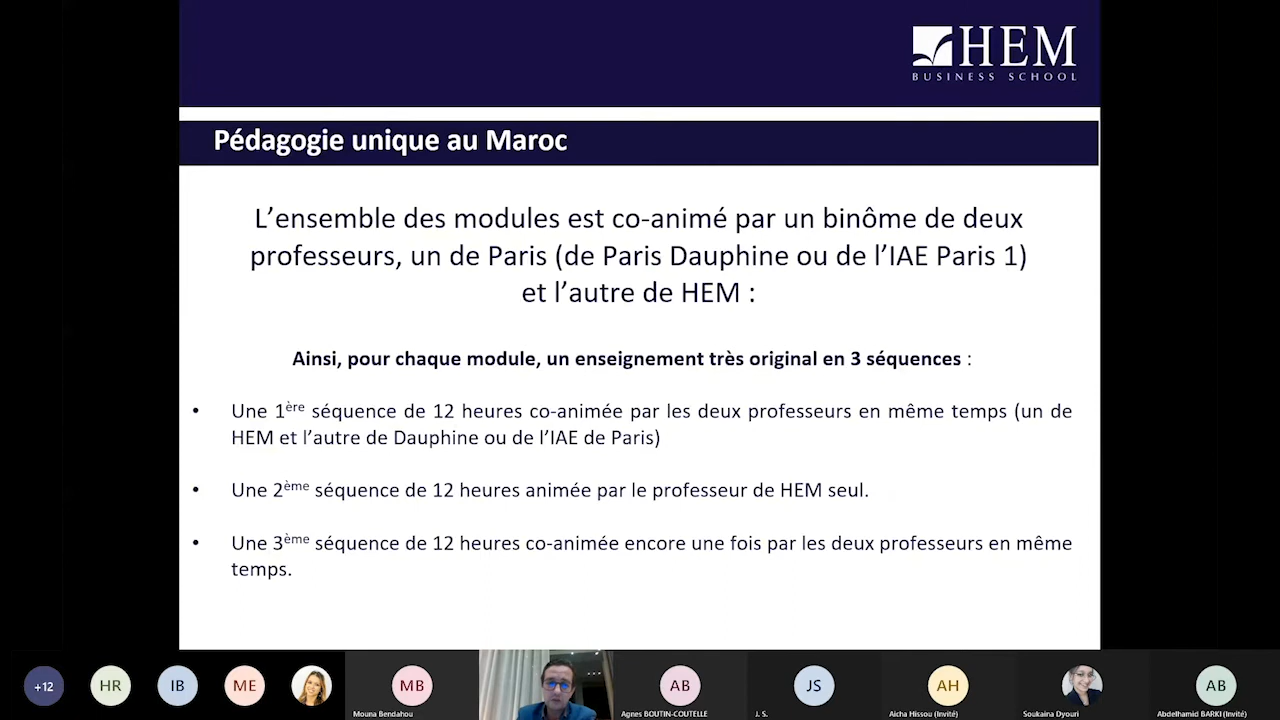 HEM
BUSINESS SCHOOL
Pédagogie unique au Maroc
L’ensemble des modules est co-animé par un binôme de deux
professeurs, un de Paris (de Paris Dauphine ou de l’IAE Paris 1)
et l’autre de HEM :
Ainsi, pour chaque module, un enseignement très original en 3 séquences :
• Une 1ère séquence de 12 heures co-animée par les deux professeurs en même temps (un de
HEM et l’autre de Dauphine ou de l’IAE de Paris)
• Une 2ème séquence de 12 heures animée par le professeur de HEM seul.
• Une 3ème séquence de 12 heures co-animée encore une fois par les deux professeurs en même
temps.
+12 HR IB ME MB AB JS AH AB
Mouna Bendahou Agnes BOUTIN-COUTELLE J. S. Aicha Hissou (Invité) Soukaina Dyouri Abdelhamid BARKI (Invité)